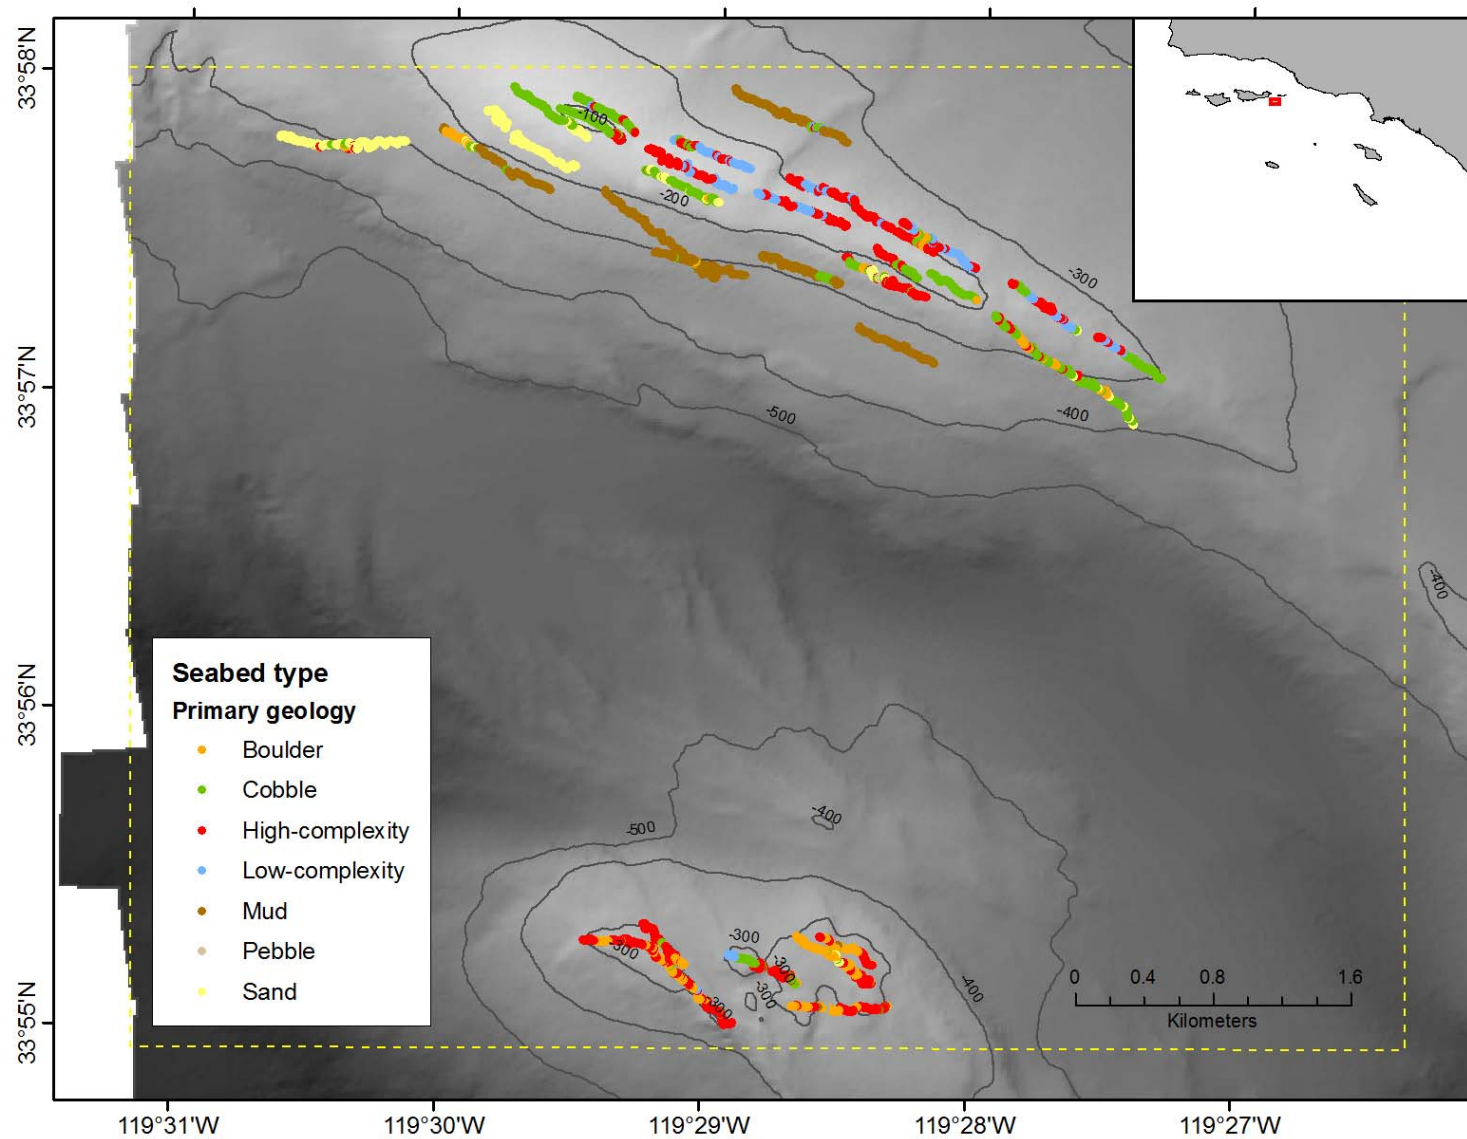 33°58'N
33°57'N
33°56'N
33°55'N
-100
-200
-300
-400
-500
-400
-400
-500
-300
-300
-300
-300
-300
-400
Seabed type
Primary geology
Boulder
Cobble
High-complexity
Low-complexity
Mud
Pebble
Sand
0 0.4 0.8 1.6
Kilometers
119°31'W 119°30'W 119°29'W 119°28'W 119°27'W